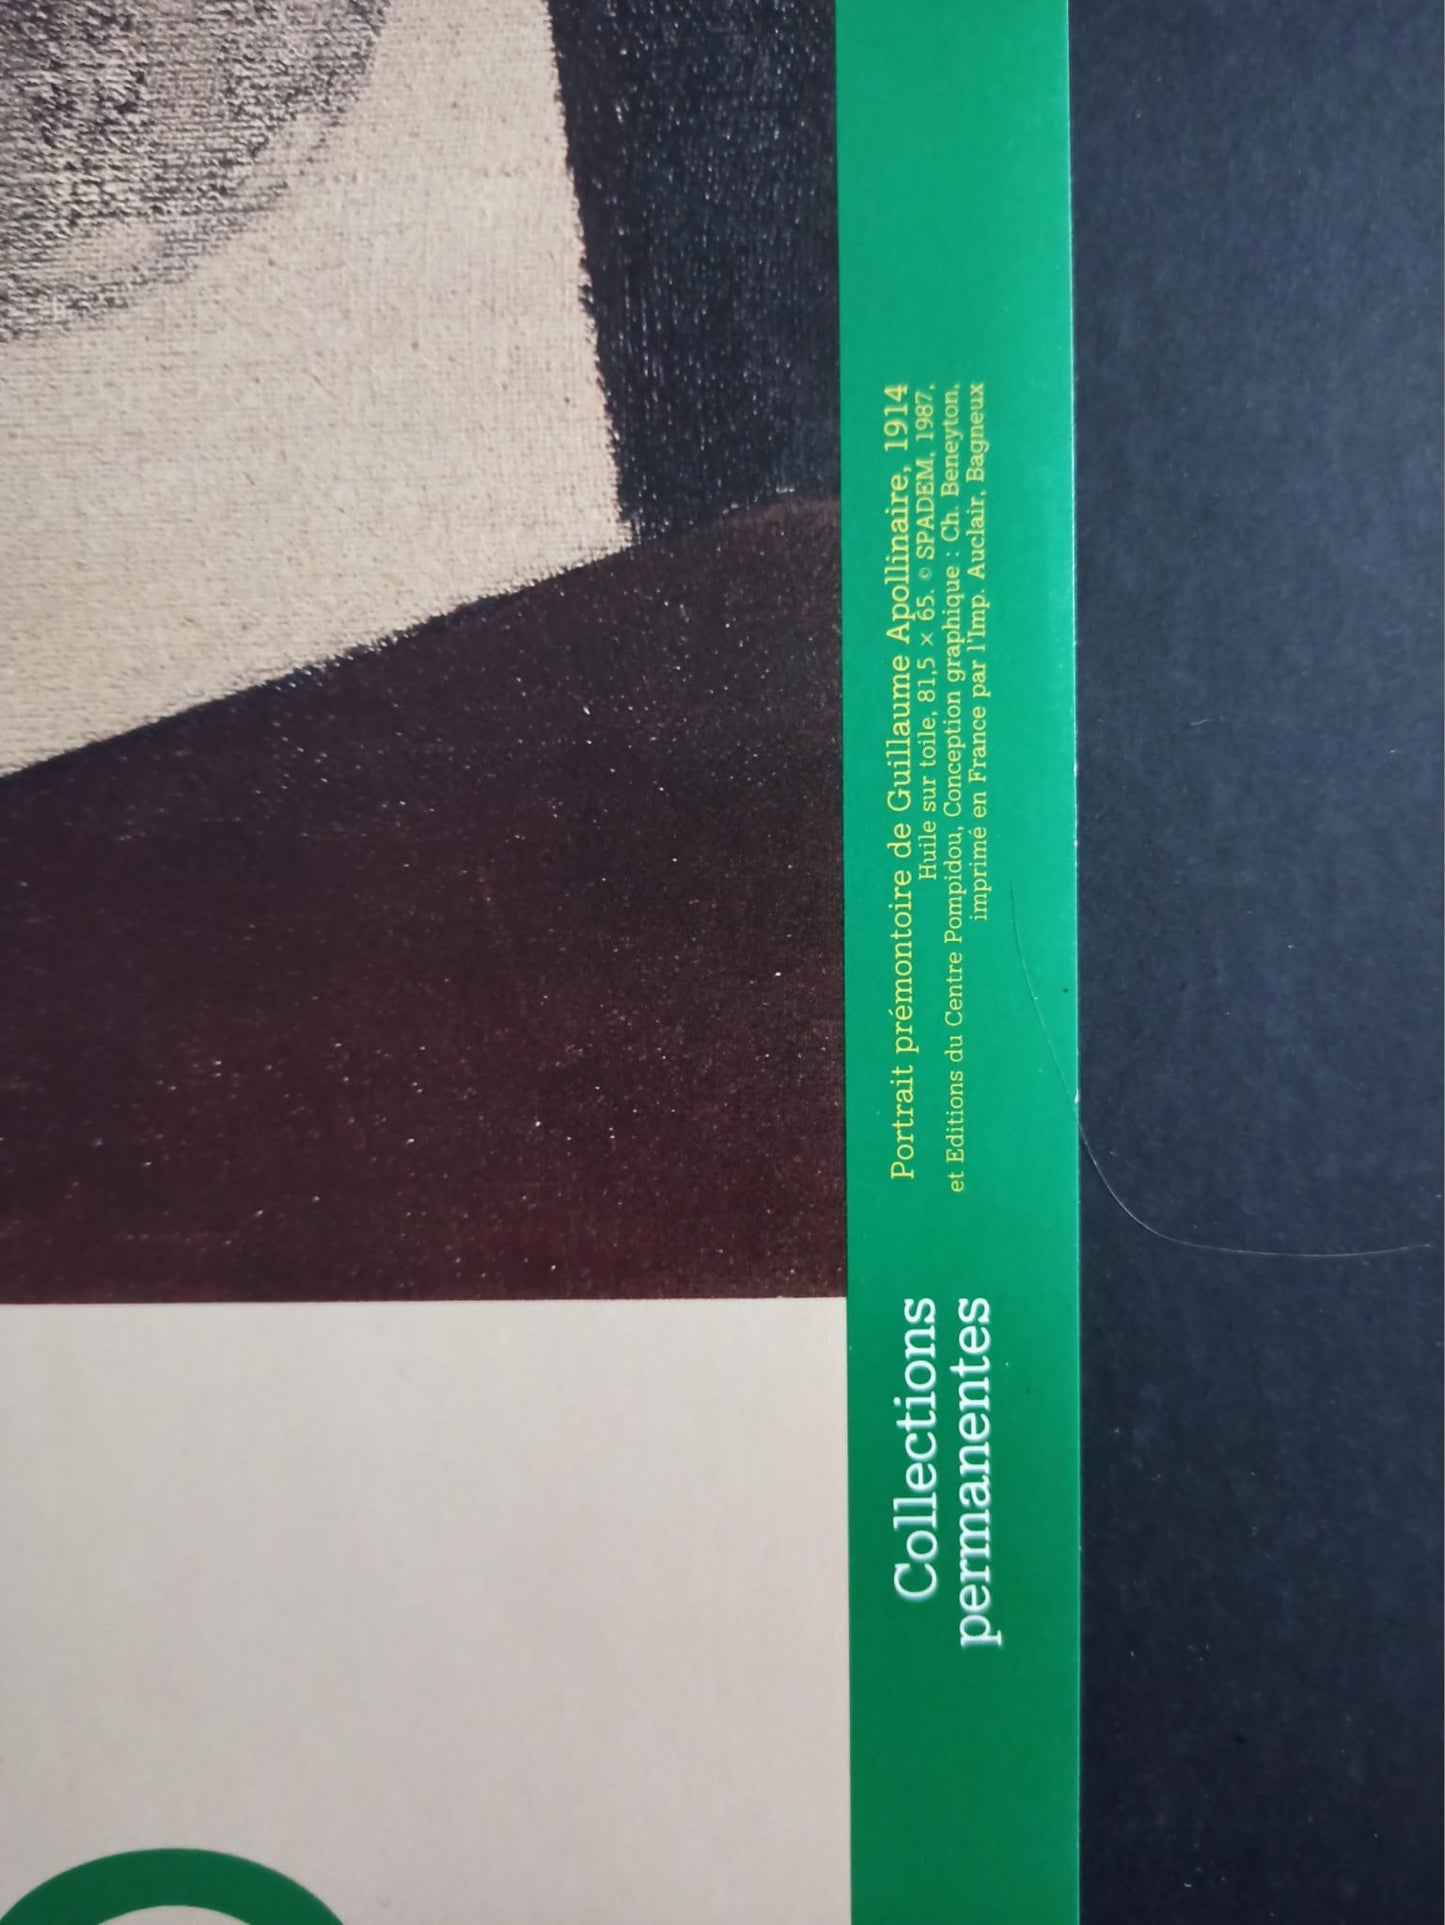 Collections
permanentes
Portrait prémontoire de Guillaume Apollinaire, 1914
Huile sur toile, 81,5 × 65. © SPADEM, 1987,
et Editions du Centre Pompidou, Conception graphique : Ch. Beneyton,
imprimé en France par l'Imp. Auclair, Bagneux